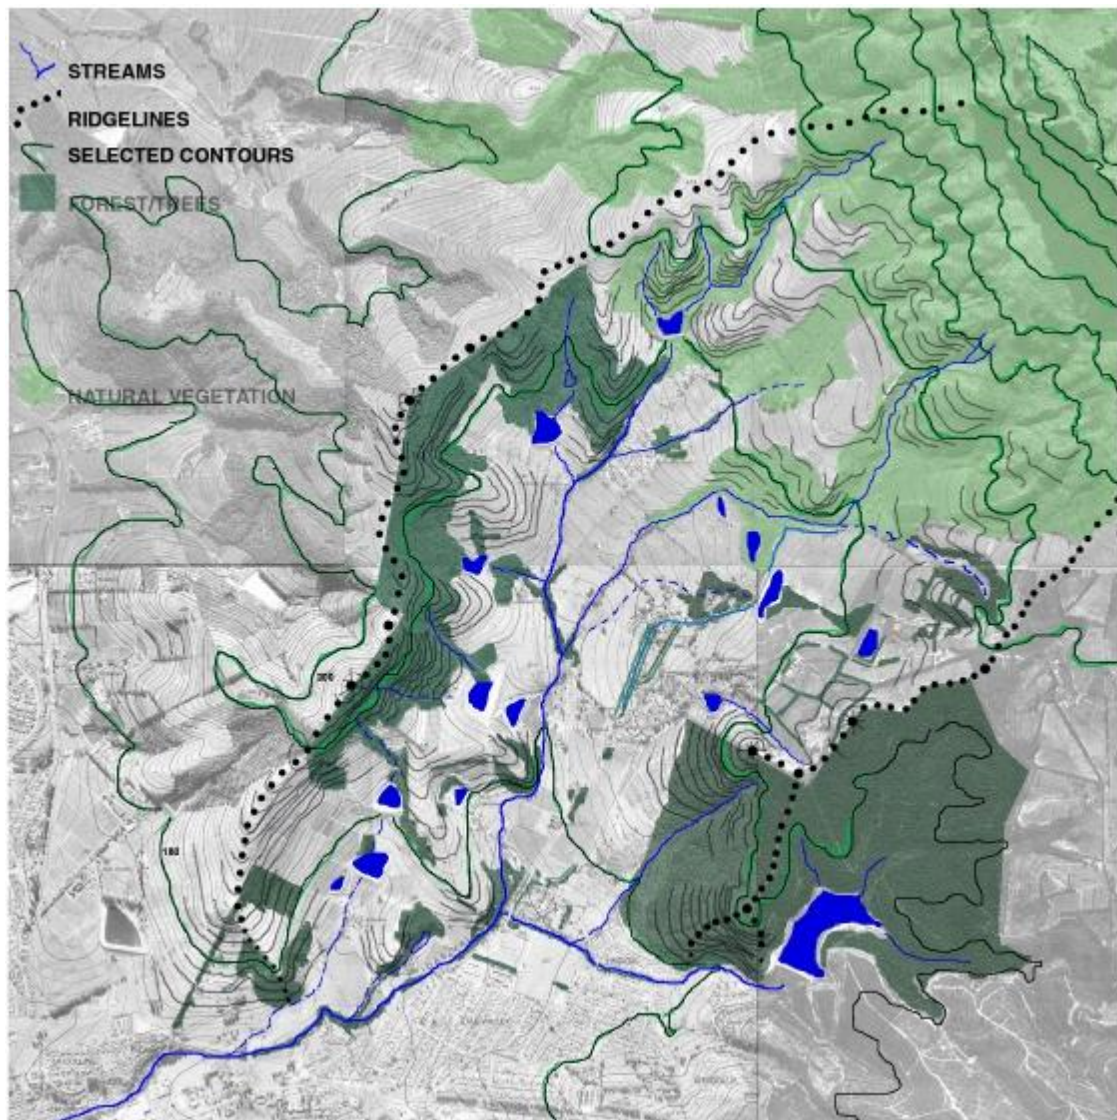 STREAMS
RIDGELINES
SELECTED CONTOURS
FOREST/TREES
NATURAL VEGETATION
200
180